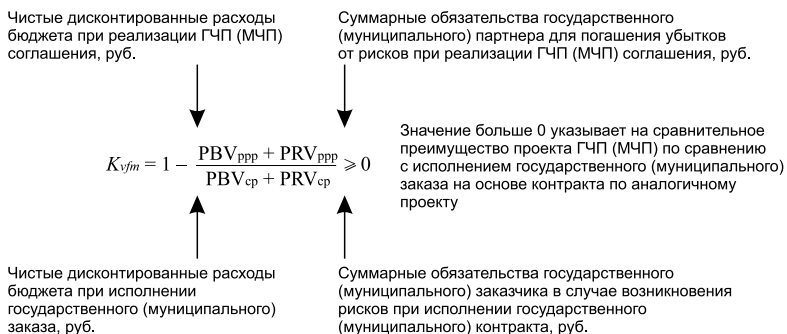 Чистые дисконтированные расходы
бюджета при реализации ГЧП (МЧП)
соглашения, руб.
Суммарные обязательства государственного
(муниципального) партнера для погашения убытков
от рисков при реализации ГЧП (МЧП) соглашения, руб.
Kvfm = 1 − (PBVppp + PRVppp) / (PBVcp + PRVcp) ⩾ 0
Значение больше 0 указывает на сравнительное
преимущество проекта ГЧП (МЧП) по сравнению
с исполнением государственного (муниципального)
заказа на основе контракта по аналогичному
проекту
Чистые дисконтированные расходы
бюджета при исполнении
государственного (муниципального)
заказа, руб.
Суммарные обязательства государственного
(муниципального) заказчика в случае возникновения
рисков при исполнении государственного
(муниципального) контракта, руб.